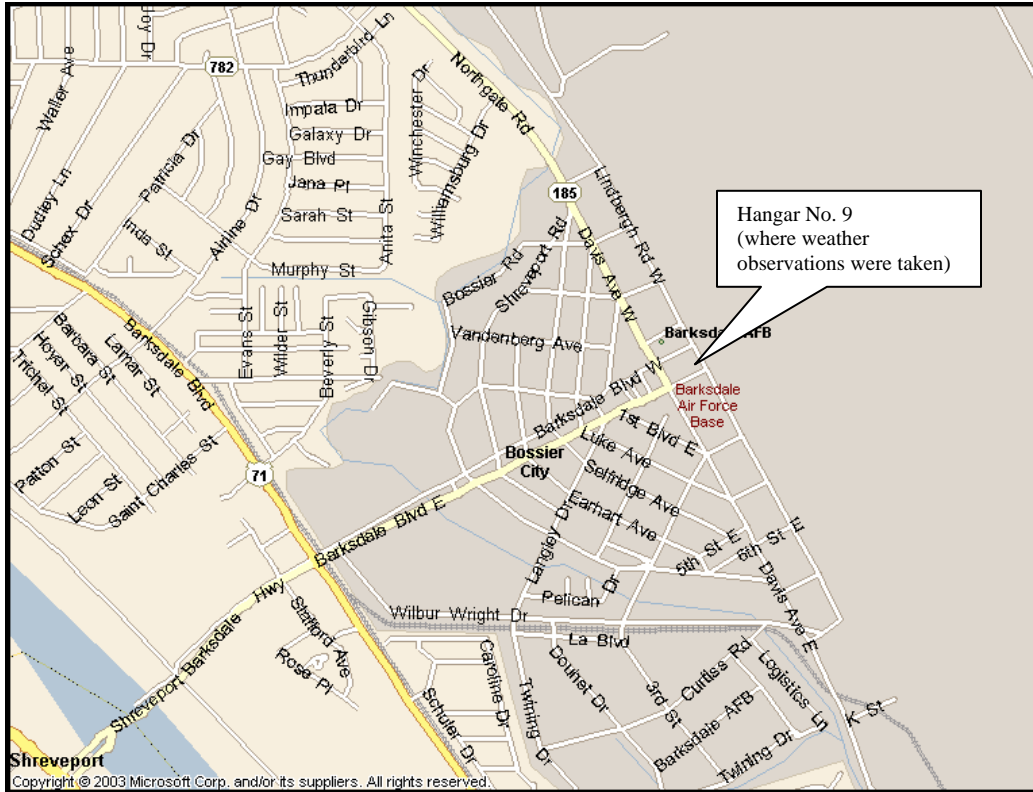 Joy Dr
Waller Ave
782
Thunderbird Ln
Northgate Rd
Impala Dr
Galaxy Dr
Gay Blvd
Jana Pl
Sarah St
Winchester Dr
Williamsburg Dr
Patricia Dr
Dudley Ln
Schex Dr
Inda St
Airline Dr
Anita St
Murphy St
185
Lindbergh Rd W
Davis Ave W
Hangar No. 9
(where weather
observations were taken)
Bossier Rd
Shreveport Rd
Vandenberg Ave
Barksdale AFB
Barksdale Blvd
Evans St
Wilder St
Beverly St
Gibson Dr
Barbara St
Hoyer St
Trichel St
Lamar St
Patton St
Leon St
Saint Charles St
71
Barksdale Blvd W
Barksdale
Air Force
Base
1st Blvd E
Luke Ave
Bossier
City
Selfridge Ave
Earhart Ave
Barksdale Blvd E
Langley Dr
5th St E
6th St E
Pelican Dr
Davis Ave E
Wilbur Wright Dr
La Blvd
Shreveport Barksdale Hwy
Stafford Ave
Rose Pl
Caroline Dr
Schuler Dr
Twining Dr
Douhet Dr
3rd St
Curtiss Rd
Barksdale AFB
Logistics Ln
K St
Twining Dr
Shreveport
Copyright © 2003 Microsoft Corp. and/or its suppliers. All rights reserved.